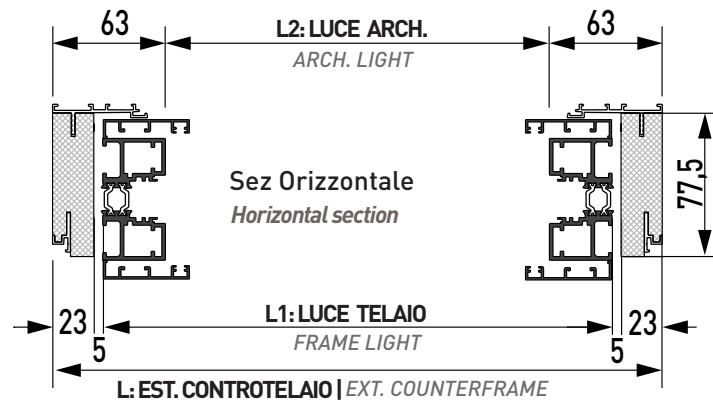 63
L2: LUCE ARCH.
63
ARCH. LIGHT
Sez Orizzontale
Horizontal section
77,5
L1: LUCE TELAIO
23
23
FRAME LIGHT
5
5
L: EST. CONTROTELAIO | EXT. COUNTERFRAME